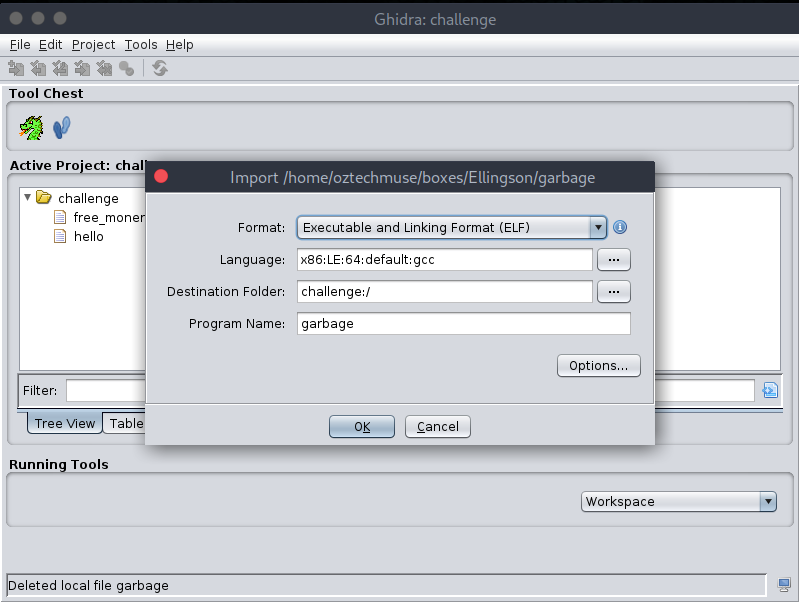 Ghidra: challenge
File Edit Project Tools Help
Tool Chest
Active Project: chall
Import /home/oztechmuse/boxes/Ellingson/garbage
challenge
free_moner
hello
Format: Executable and Linking Format (ELF)
Language: x86:LE:64:default:gcc ...
Destination Folder: challenge:/ ...
Program Name: garbage
Options...
Filter:
OK Cancel
Tree View Table
Running Tools
Workspace
Deleted local file garbage